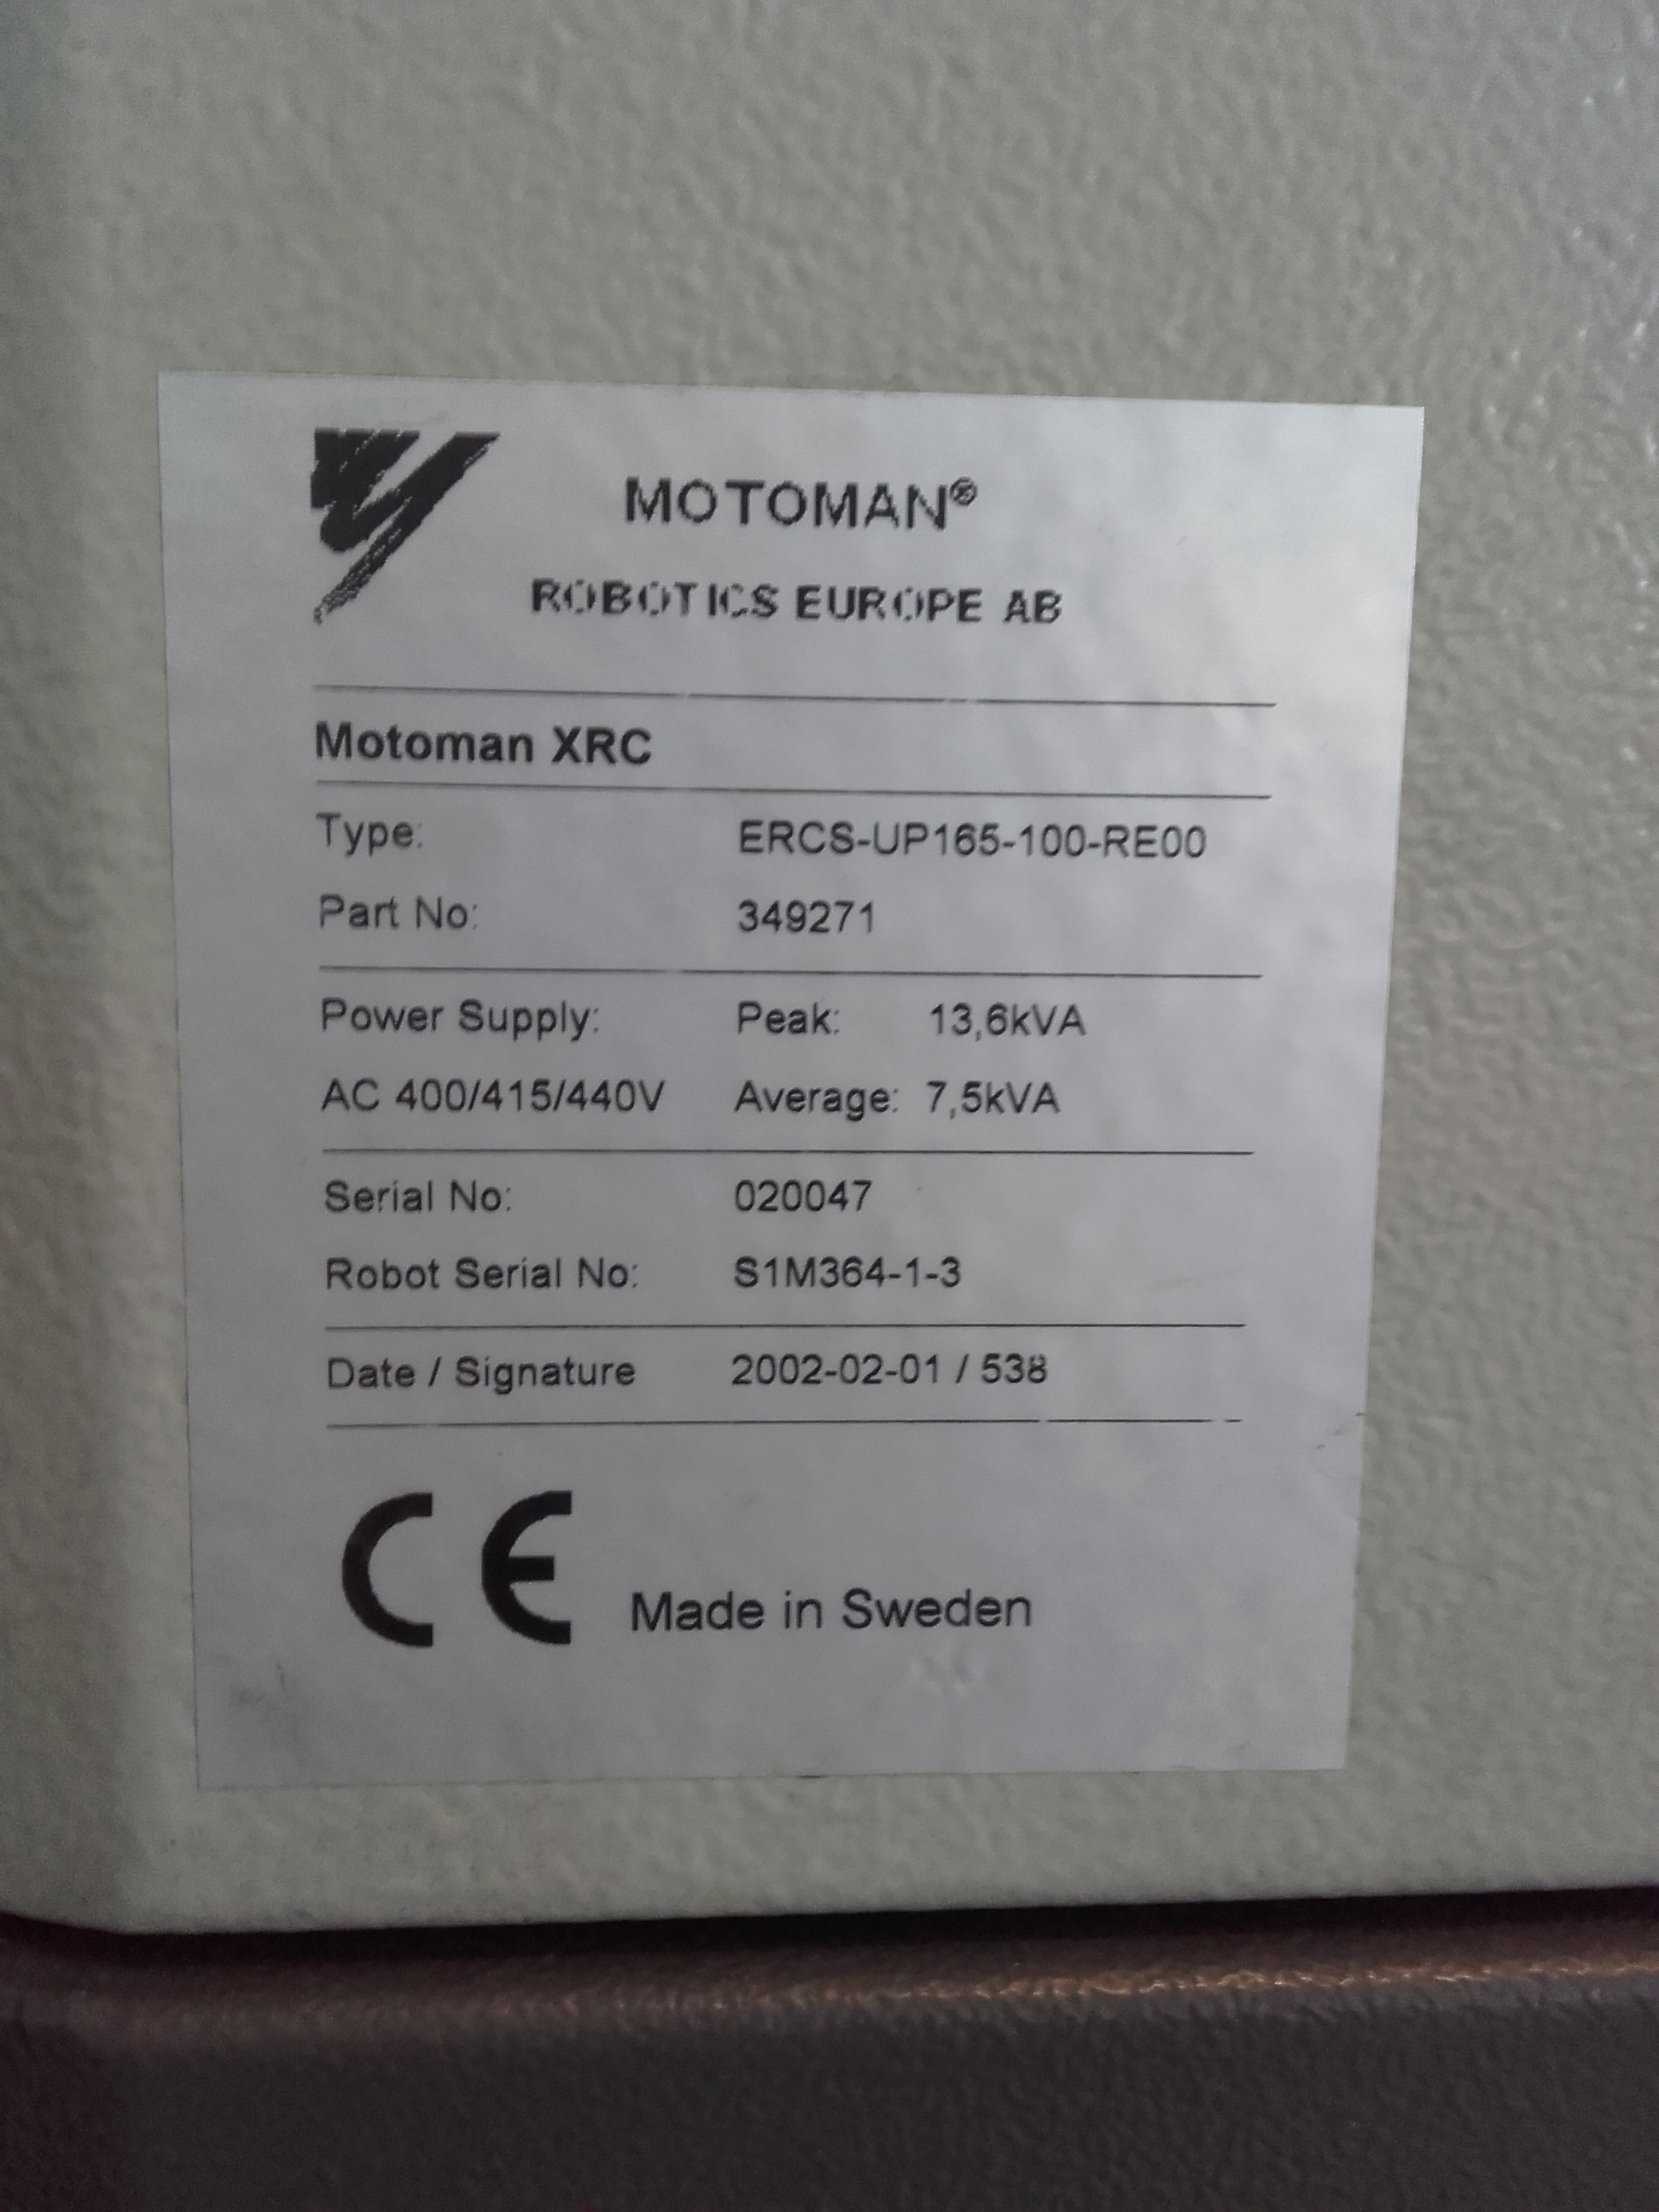 MOTOMAN®
ROBOTICS EUROPE AB
Motoman XRC
Type: ERCS-UP165-100-RE00
Part No: 349271
Power Supply: Peak: 13,6kVA
AC 400/415/440V Average: 7,5kVA
Serial No: 020047
Robot Serial No: S1M364-1-3
Date / Signature 2002-02-01 / 538
CE Made in Sweden